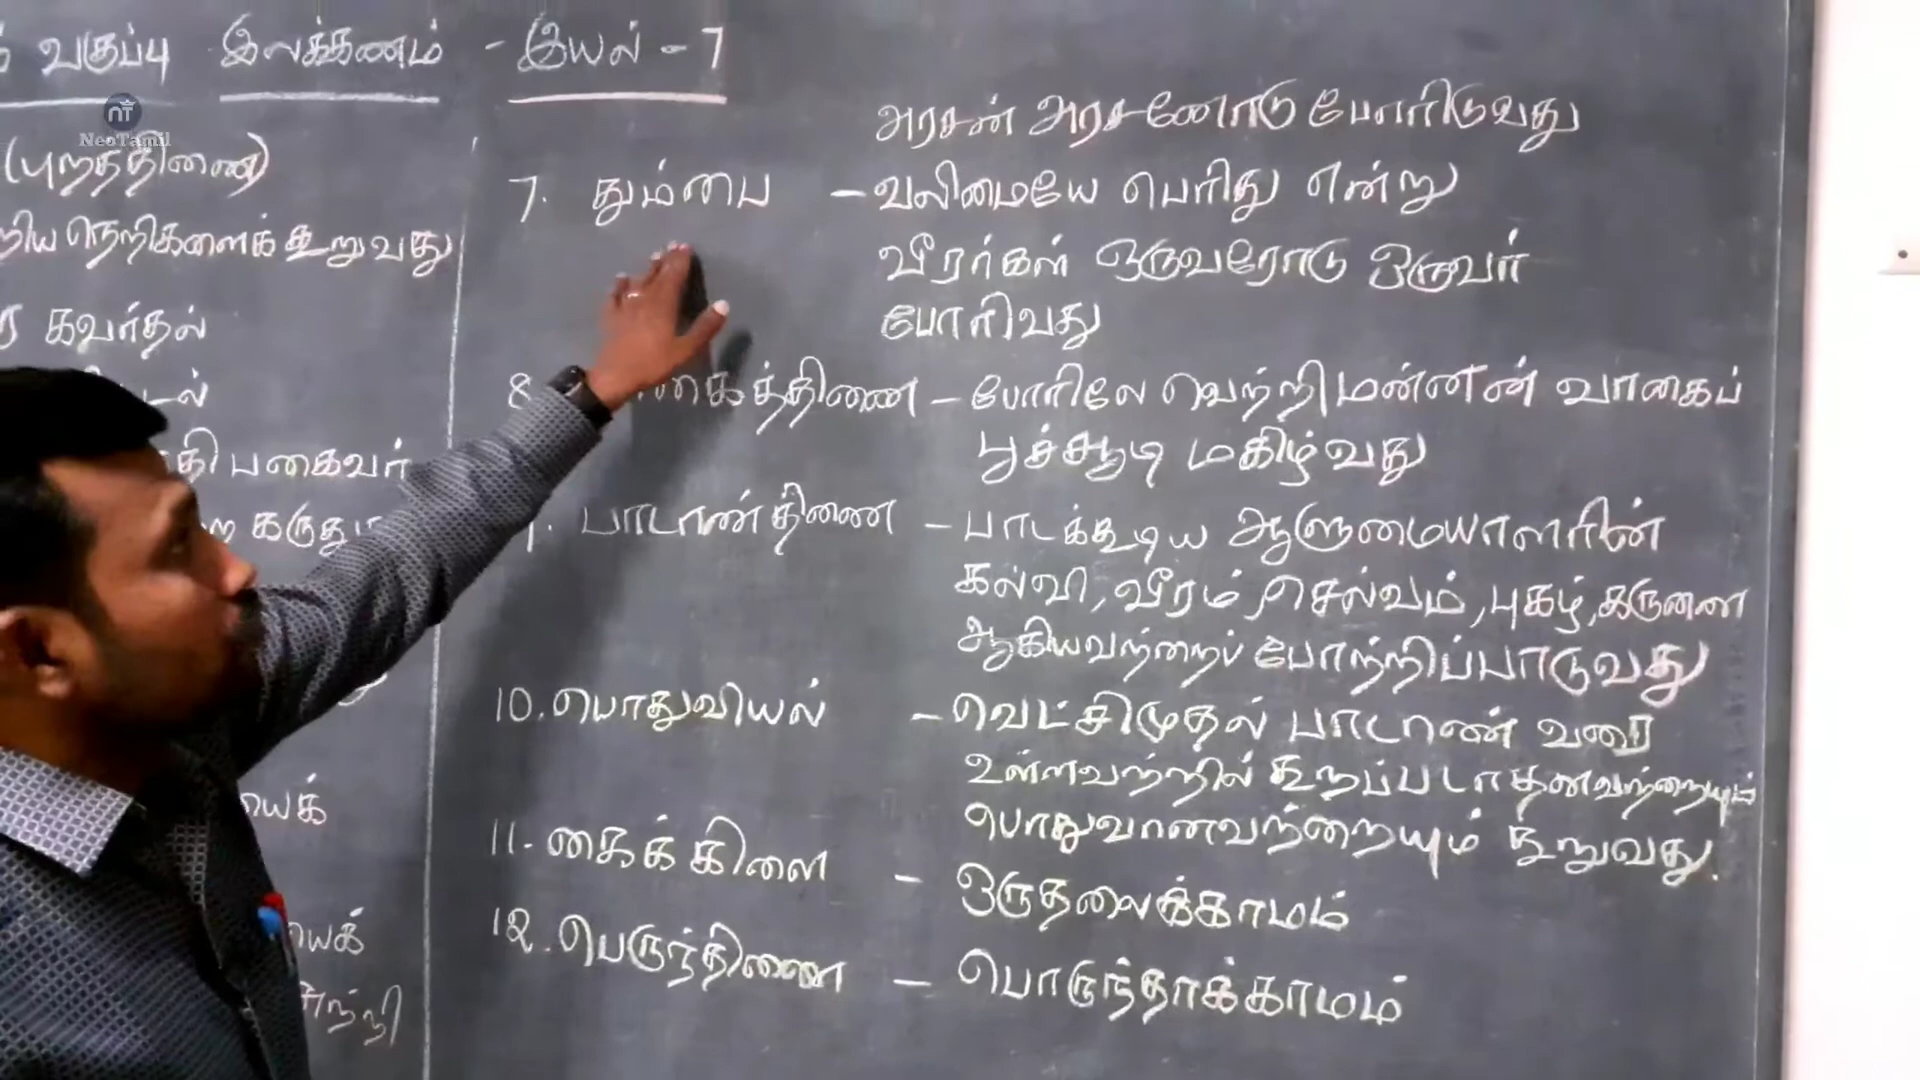 வகுப்பு இலக்கணம் - இயல் - 7
NeoTamil
(புறத்திணை)
நெறிகளைக் கூறுவது
கவர்தல்
பகைவர்
அரசன் அரசனோடு போரிடுவது
7. தும்பை - வலிமையே பெரிது என்று
வீரர்கள் ஒருவரோடு ஒருவர்
போரிவது
8. - போரிலே வெற்றி மன்னன் வாகைப்
பூச்சூடி மகிழ்வது
பாடாண்திணை - பாடக்கூடிய ஆளுமையாளரின்
கல்வி, வீரம், செல்வம், புகழ், கருணை
ஆகியவற்றைப் போற்றிப்பாடுவது
10. பொதுவியல் - வெட்சிமுதல் பாடாண் வரை
உள்ளவற்றில் கூறப்படாதனவற்றையும்
பொதுவானவற்றையும் கூறுவது.
11. கைக்கிளை - ஒருதலைக்காமம்
12. பெருந்திணை - பொருந்தாக்காமம்